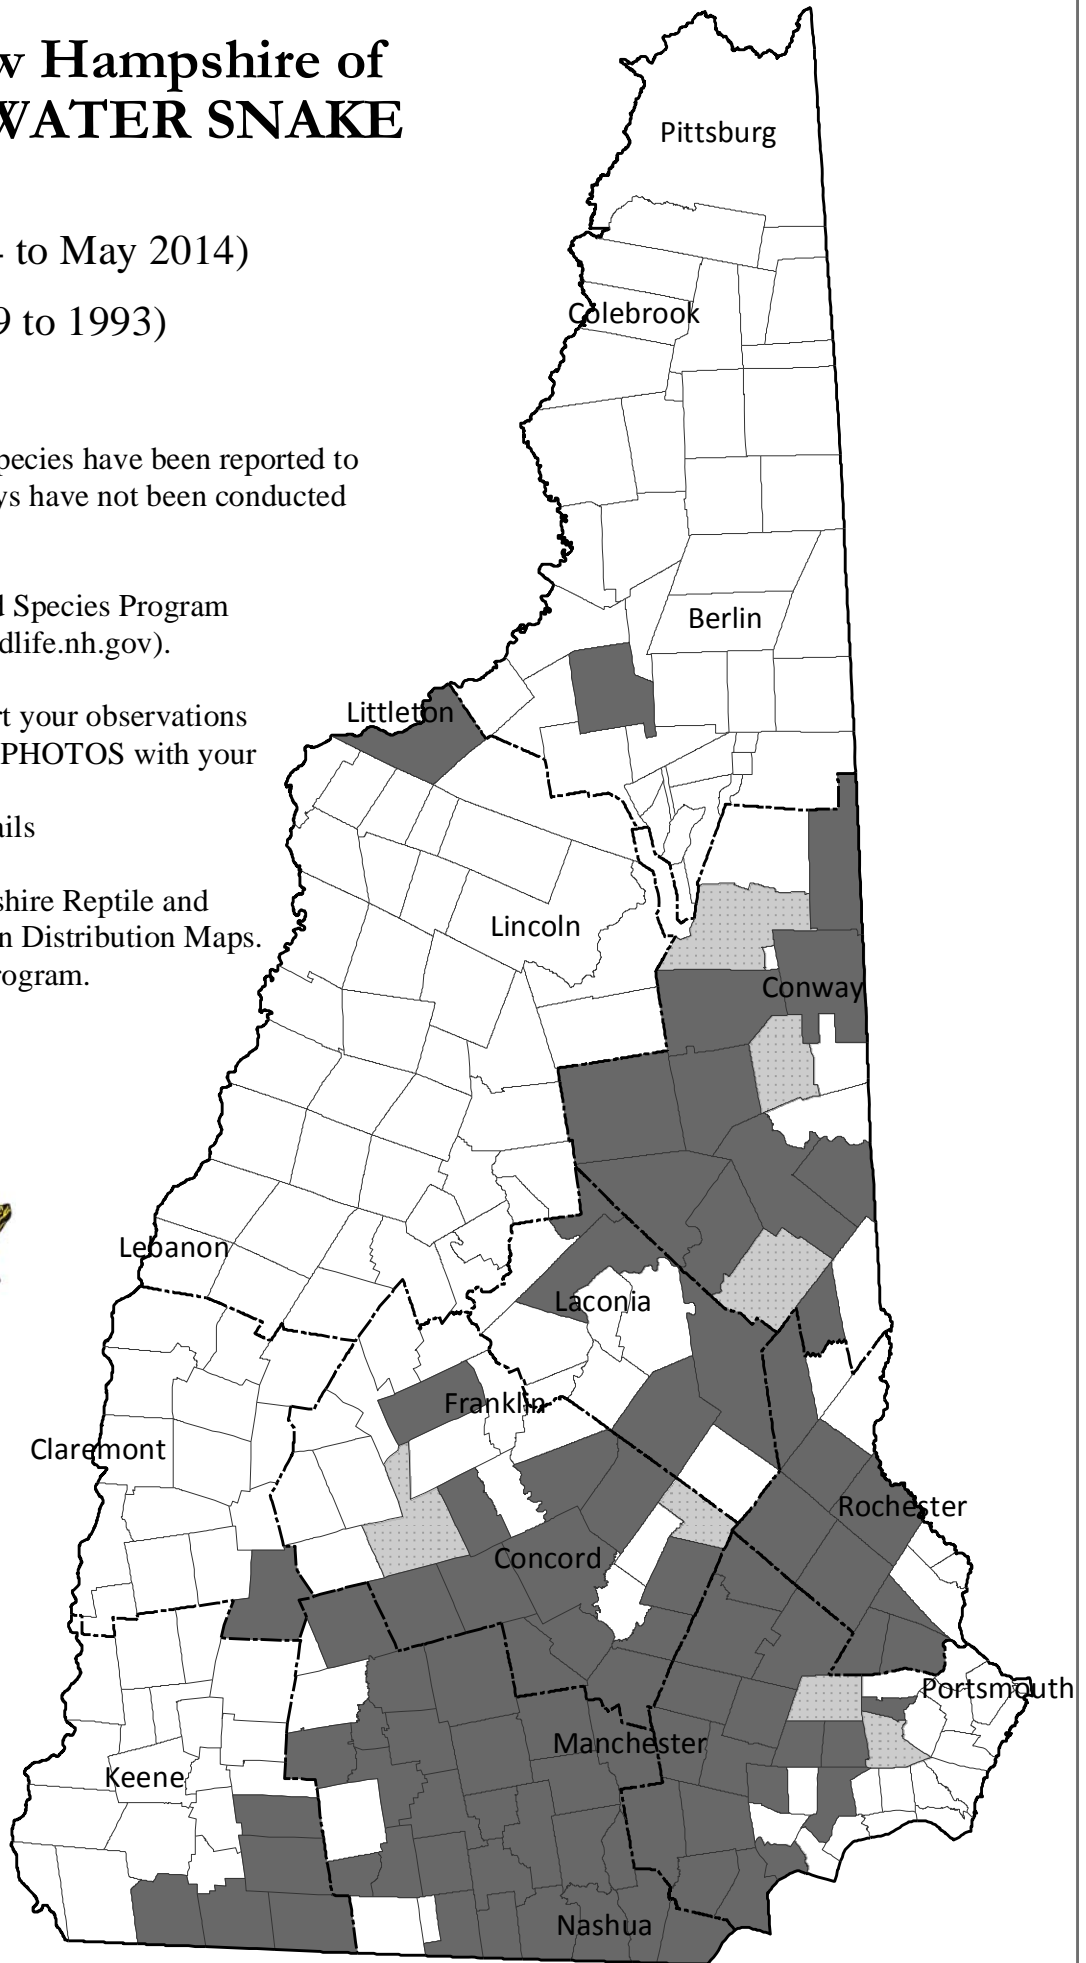 w Hampshire of
WATER SNAKE
to May 2014)
9 to 1993)
pecies have been reported to
ys have not been conducted
d Species Program
dlife.nh.gov).
rt your observations
PHOTOS with your
ails
shire Reptile and
n Distribution Maps.
rogram.
Pittsburg
Colebrook
Berlin
Littleton
Lincoln
Conway
Lebanon
Laconia
Franklin
Claremont
Rochester
Concord
Portsmouth
Manchester
Keene
Nashua